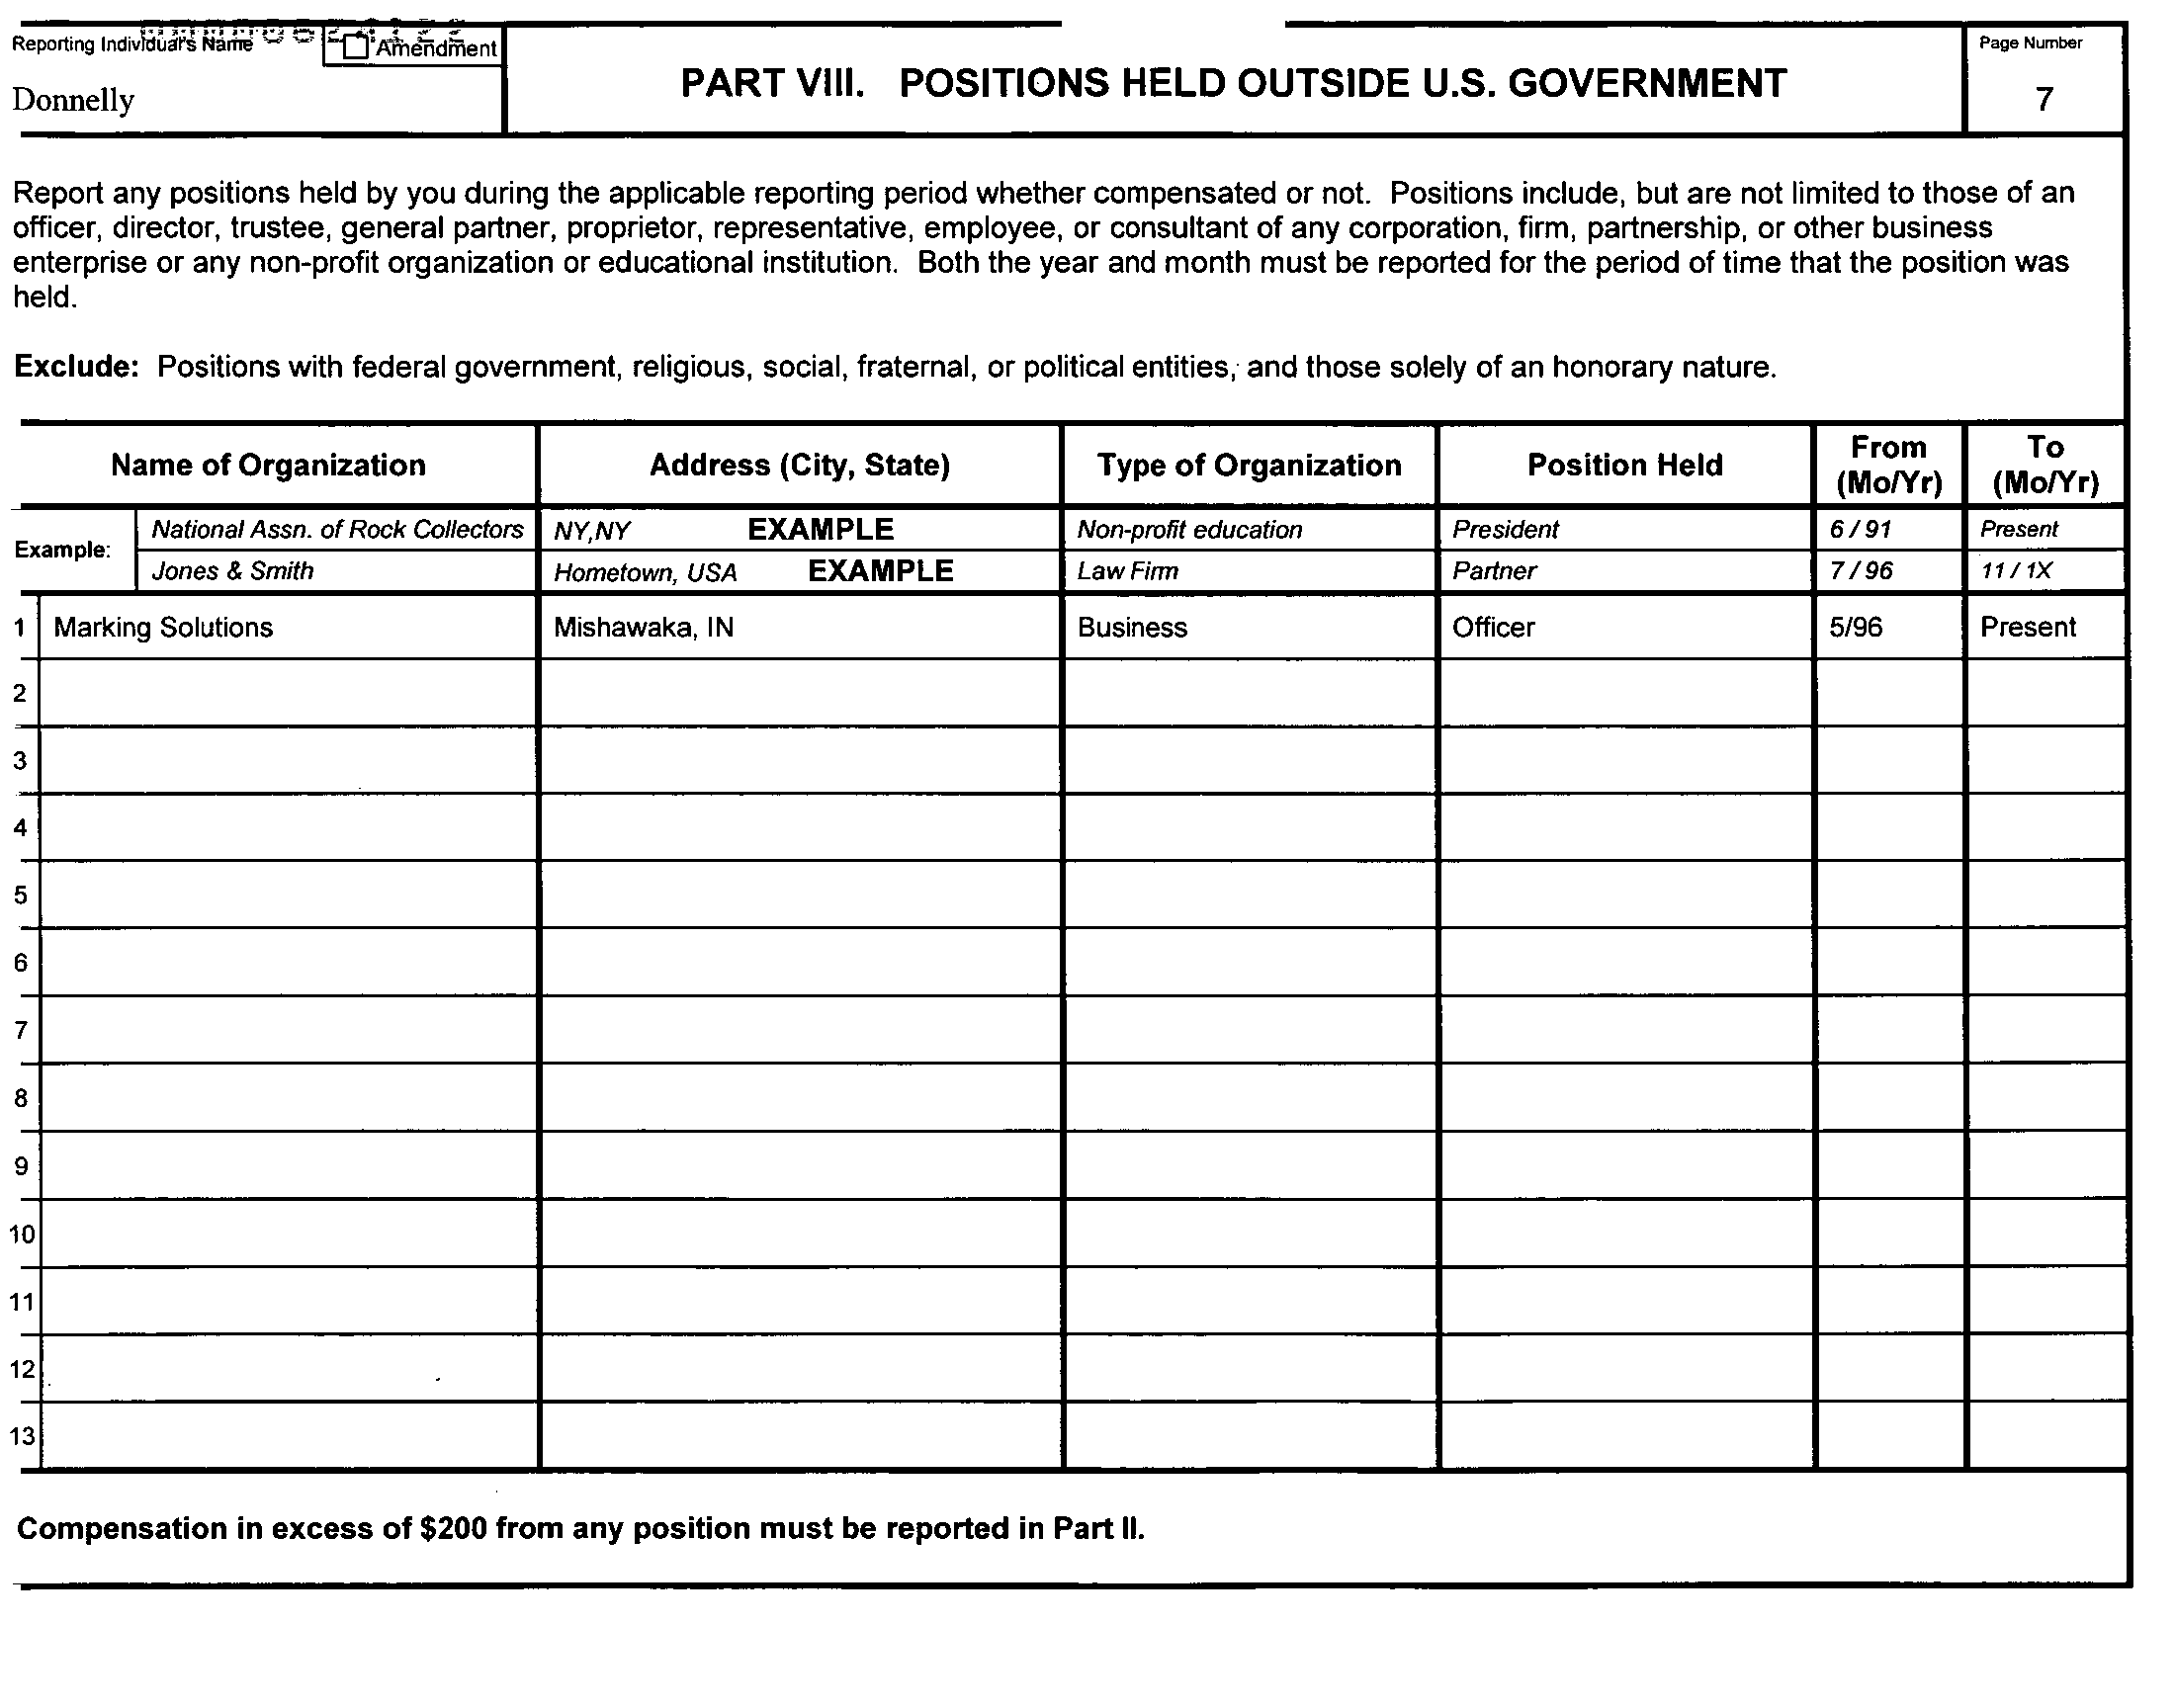 Reporting Individual's Name
Amendment
Donnelly
PART VIII.   POSITIONS HELD OUTSIDE U.S. GOVERNMENT
Page Number
7
Report any positions held by you during the applicable reporting period whether compensated or not.  Positions include, but are not limited to those of an
officer, director, trustee, general partner, proprietor, representative, employee, or consultant of any corporation, firm, partnership, or other business
enterprise or any non-profit organization or educational institution.  Both the year and month must be reported for the period of time that the position was
held.
Exclude:  Positions with federal government, religious, social, fraternal, or political entities, and those solely of an honorary nature.
Name of Organization   Address (City, State)   Type of Organization   Position Held   From (Mo/Yr)   To (Mo/Yr)
Example:
National Assn. of Rock Collectors   NY,NY   EXAMPLE   Non-profit education   President   6 / 91   Present
Jones & Smith   Hometown, USA   EXAMPLE   Law Firm   Partner   7 / 96   11 / 1X
1   Marking Solutions   Mishawaka, IN   Business   Officer   5/96   Present
2
3
4
5
6
7
8
9
10
11
12
13
Compensation in excess of $200 from any position must be reported in Part II.